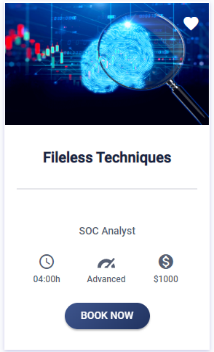 Fileless Techniques
SOC Analyst
04:00h Advanced $1000
BOOK NOW